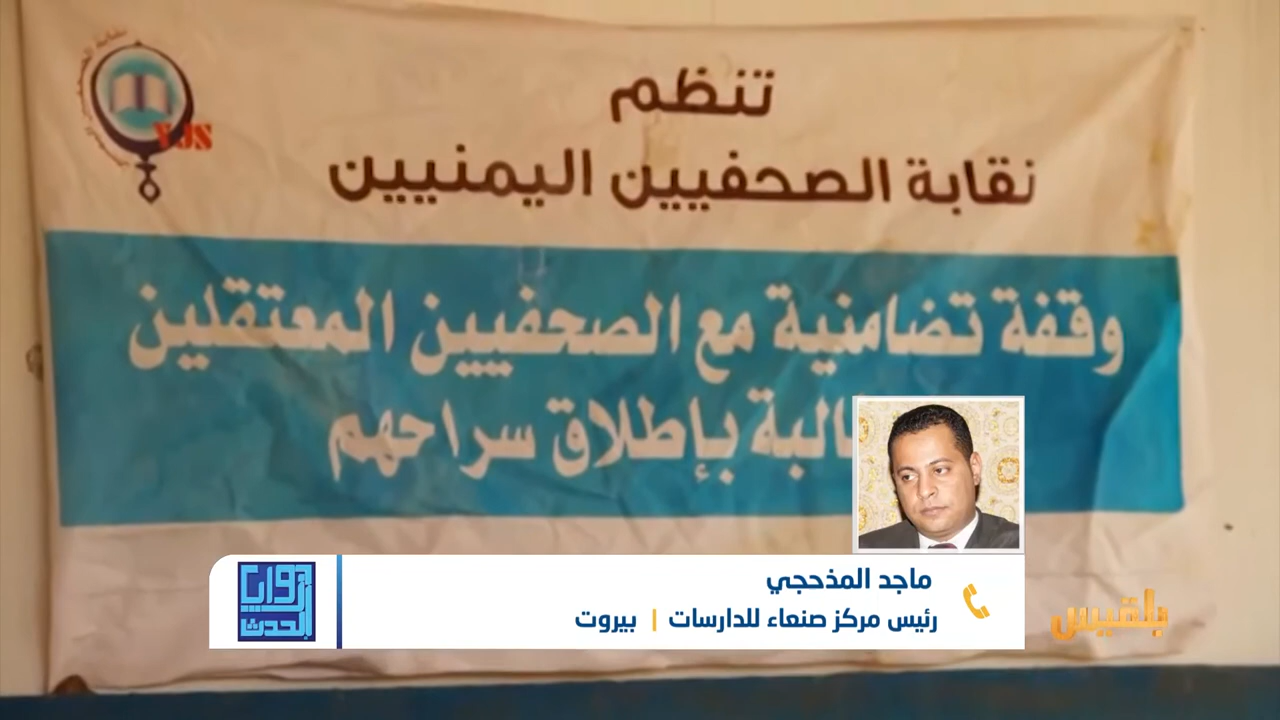 تنظم
نقابة الصحفيين اليمنيين
YJS
وقفة تضامنية مع الصحفيين المعتقلين
بإطلاق سراحهم
ماجد المذحجي
رئيس مركز صنعاء للدارسات | بيروت
بلقيس
زوايا
الحدث